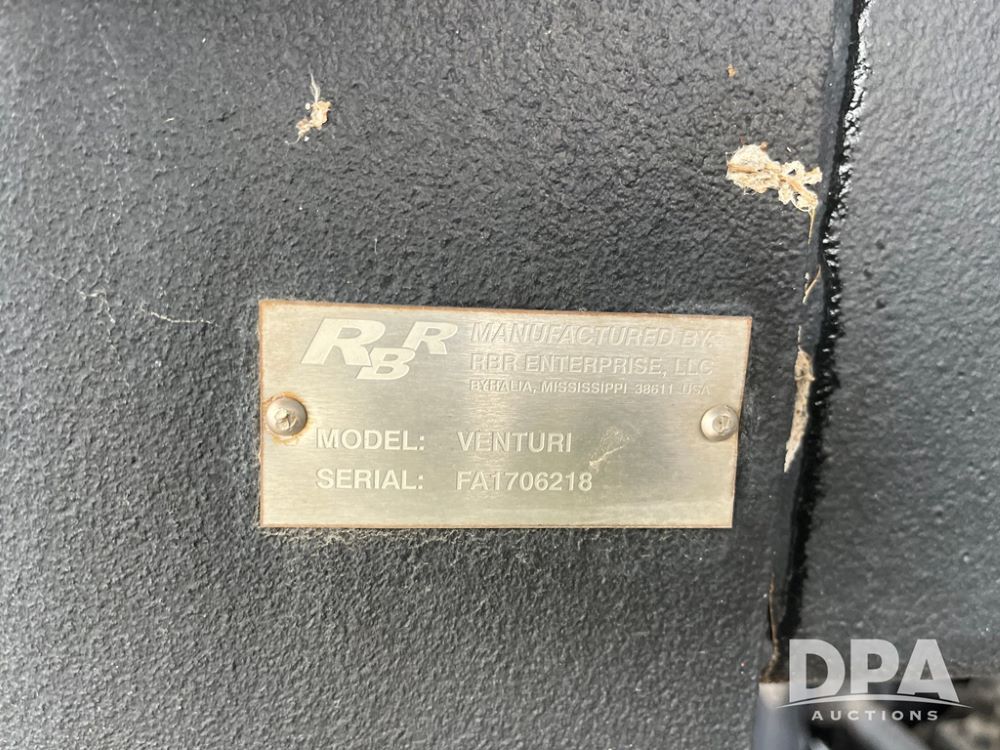 RBR
MANUFACTURED BY:
RBR ENTERPRISE, LLC
BYHALIA, MISSISSIPPI 38611 USA
MODEL: VENTURI
SERIAL: FA1706218
DPA
AUCTIONS